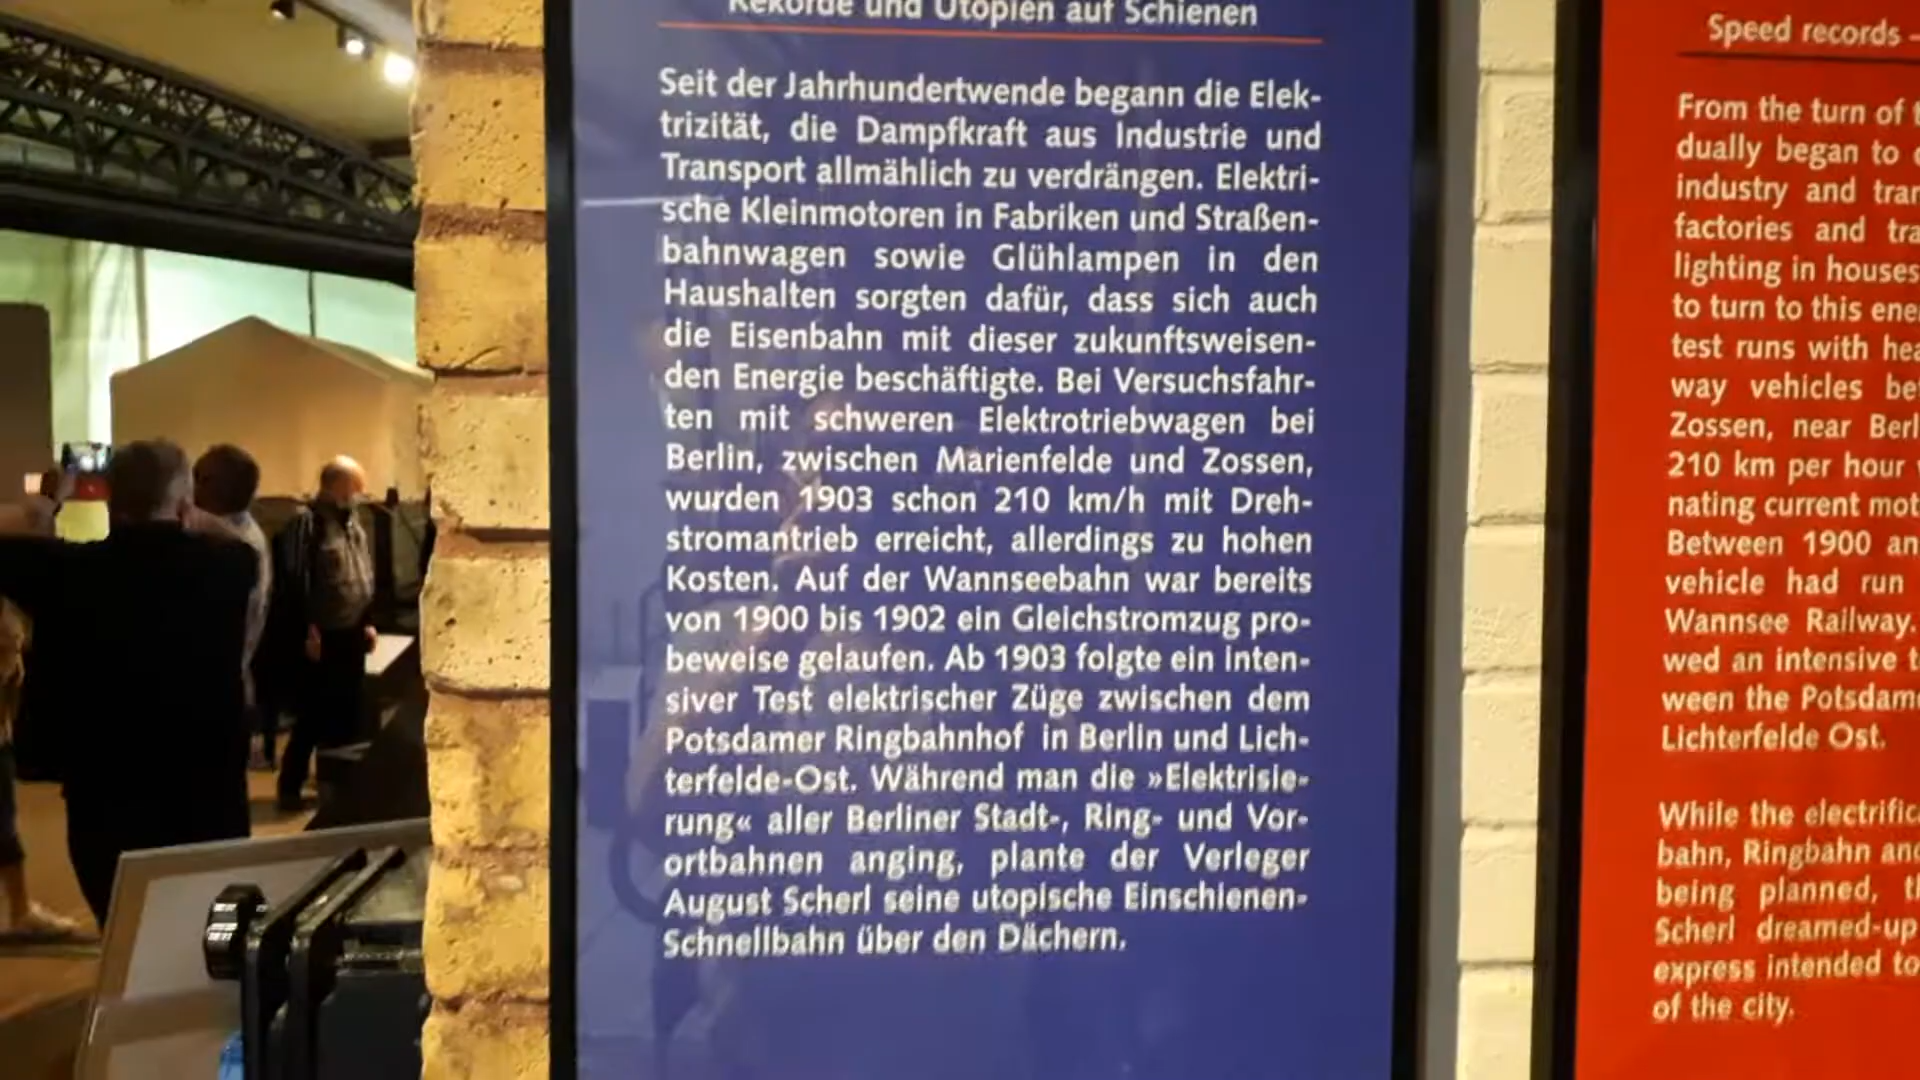 Rekorde und Utopien auf Schienen
Seit der Jahrhundertwende begann die Elek-
trizität, die Dampfkraft aus Industrie und
Transport allmählich zu verdrängen. Elektri-
sche Kleinmotoren in Fabriken und Straßen-
bahnwagen sowie Glühlampen in den
Haushalten sorgten dafür, dass sich auch
die Eisenbahn mit dieser zukunftsweisen-
den Energie beschäftigte. Bei Versuchsfahr-
ten mit schweren Elektrotriebwagen bei
Berlin, zwischen Marienfelde und Zossen,
wurden 1903 schon 210 km/h mit Dreh-
stromantrieb erreicht, allerdings zu hohen
Kosten. Auf der Wannseebahn war bereits
von 1900 bis 1902 ein Gleichstromzug pro-
beweise gelaufen. Ab 1903 folgte ein inten-
siver Test elektrischer Züge zwischen dem
Potsdamer Ringbahnhof in Berlin und Lich-
terfelde-Ost. Während man die »Elektrisie-
rung« aller Berliner Stadt-, Ring- und Vor-
ortbahnen anging, plante der Verleger
August Scherl seine utopische Einschienen-
Schnellbahn über den Dächern.
Speed records –
From the turn of
dually began to
industry and
factories and
lighting in houses
to turn to this
test runs with
way vehicles
Zossen, near
210 km per hour
nating current
Between 1900
vehicle had run
Wannsee Railway.
wed an intensive
ween the
Lichterfelde Ost.
While the
bahn, Ringbahn
being planned,
Scherl dreamed-up
express intended to
of the city.